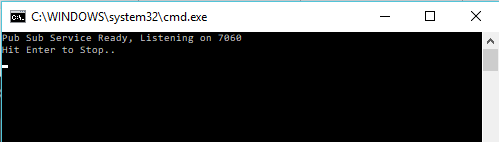 C:\WINDOWS\system32\cmd.exe
Pub Sub Service Ready, Listening on 7060
Hit Enter to Stop..